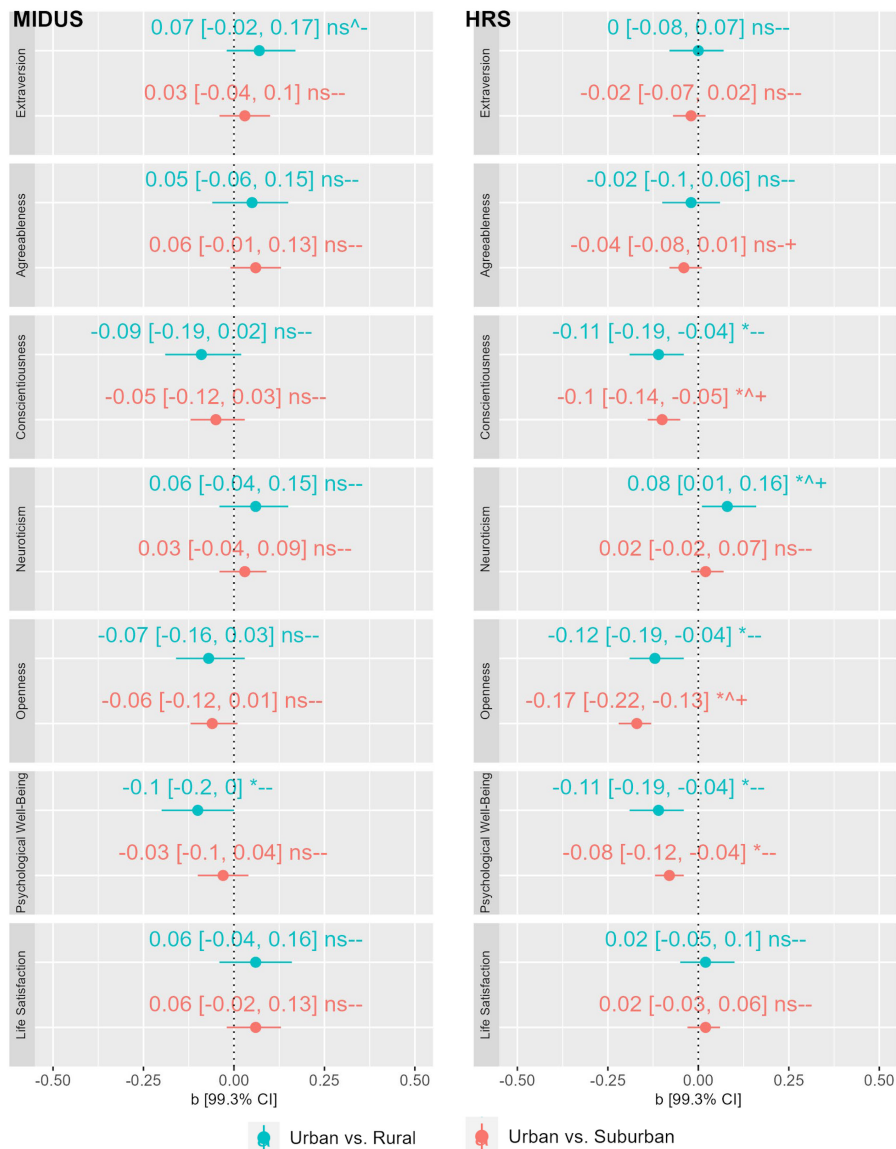 MIDUS
Extraversion
0.07 [-0.02, 0.17] ns^-
0.03 [-0.04, 0.1] ns--
Agreeableness
0.05 [-0.06, 0.15] ns--
0.06 [-0.01, 0.13] ns--
Conscientiousness
-0.09 [-0.19, 0.02] ns--
-0.05 [-0.12, 0.03] ns--
Neuroticism
0.06 [-0.04, 0.15] ns--
0.03 [-0.04, 0.09] ns--
Openness
-0.07 [-0.16, 0.03] ns--
-0.06 [-0.12, 0.01] ns--
Psychological Well-Being
-0.1 [-0.2, 0] *--
-0.03 [-0.1, 0.04] ns--
Life Satisfaction
0.06 [-0.04, 0.16] ns--
0.06 [-0.02, 0.13] ns--
-0.50 -0.25 0.00 0.25 0.50
b [99.3% CI]
HRS
Extraversion
0 [-0.08, 0.07] ns--
-0.02 [-0.07, 0.02] ns--
Agreeableness
-0.02 [-0.1, 0.06] ns--
-0.04 [-0.08, 0.01] ns-+
Conscientiousness
-0.11 [-0.19, -0.04] *--
-0.1 [-0.14, -0.05] *^+
Neuroticism
0.08 [0.01, 0.16] *^+
0.02 [-0.02, 0.07] ns--
Openness
-0.12 [-0.19, -0.04] *--
-0.17 [-0.22, -0.13] *^+
Psychological Well-Being
-0.11 [-0.19, -0.04] *--
-0.08 [-0.12, -0.04] *--
Life Satisfaction
0.02 [-0.05, 0.1] ns--
0.02 [-0.03, 0.06] ns--
-0.50 -0.25 0.00 0.25 0.50
b [99.3% CI]
Urban vs. Rural
Urban vs. Suburban